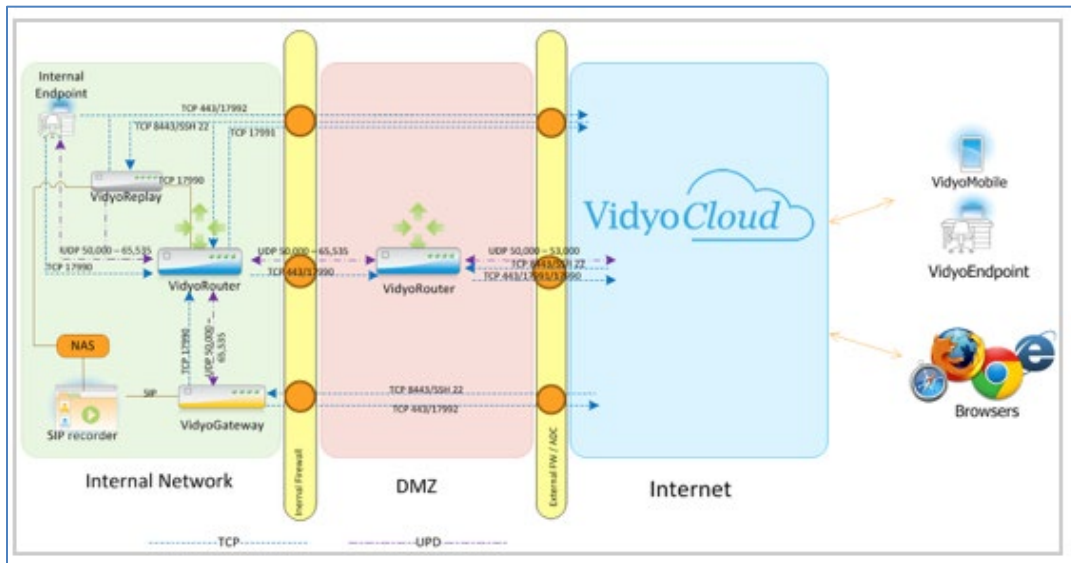 Internal
Endpoint
TCP 443/17992
TCP 8443/SSH 22
TCP 17991
TCP 17990
VidyoReplay
UDP 50,000 – 65,535
TCP 17990
VidyoRouter
UDP 50,000 – 65,535
TCP 443/17990
VidyoRouter
UDP 50,000 – 53,000
TCP 8443/SSH 22
TCP 443/17991/17990
VidyoCloud
VidyoMobile
VidyoEndpoint
Browsers
NAS
TCP 17990
UDP 50,000 –
65,535
SIP
SIP recorder
VidyoGateway
TCP 8443/SSH 22
TCP 443/17992
Inernal Firewall
External FW / ADC
Internal Network
DMZ
Internet
TCP
UPD